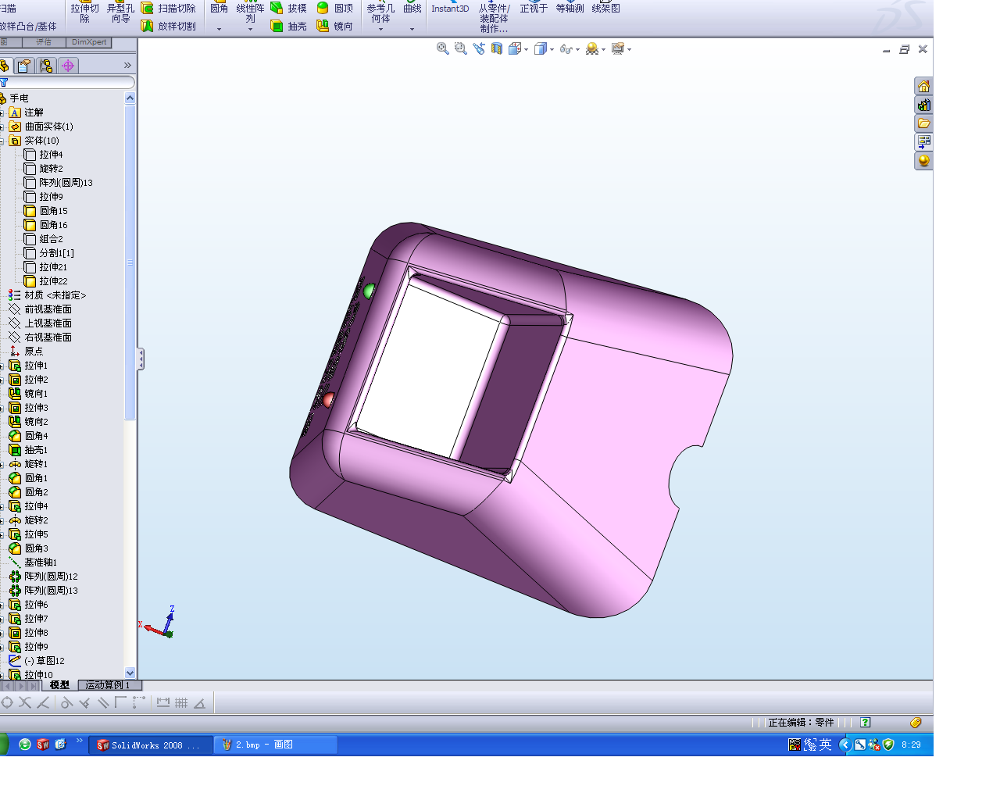 扫描
放样凸台/基体
拉伸切
除
异型孔
向导
扫描切除
放样切割
圆角
线性阵
列
拔模
抽壳
圆顶
镜向
参考几
何体
曲线
Instant3D
从零件/
装配体
制作...
正视于
等轴测
线架图
图
评估
DimXpert
手电
注解
曲面实体(1)
实体(10)
拉伸4
旋转2
阵列(圆周)13
拉伸9
圆角15
圆角16
组合2
分割1[1]
拉伸21
拉伸22
材质 <未指定>
前视基准面
上视基准面
右视基准面
原点
拉伸1
拉伸2
镜向1
拉伸3
镜向2
圆角4
抽壳1
旋转1
圆角1
圆角2
拉伸4
旋转2
拉伸5
圆角3
基准轴1
阵列(圆周)12
阵列(圆周)13
拉伸6
拉伸7
拉伸8
拉伸9
(-) 草图12
拉伸10
Z
X
模型
运动算例 1
正在编辑：零件
SolidWorks 2008 ...
2.bmp - 画图
英
8:29